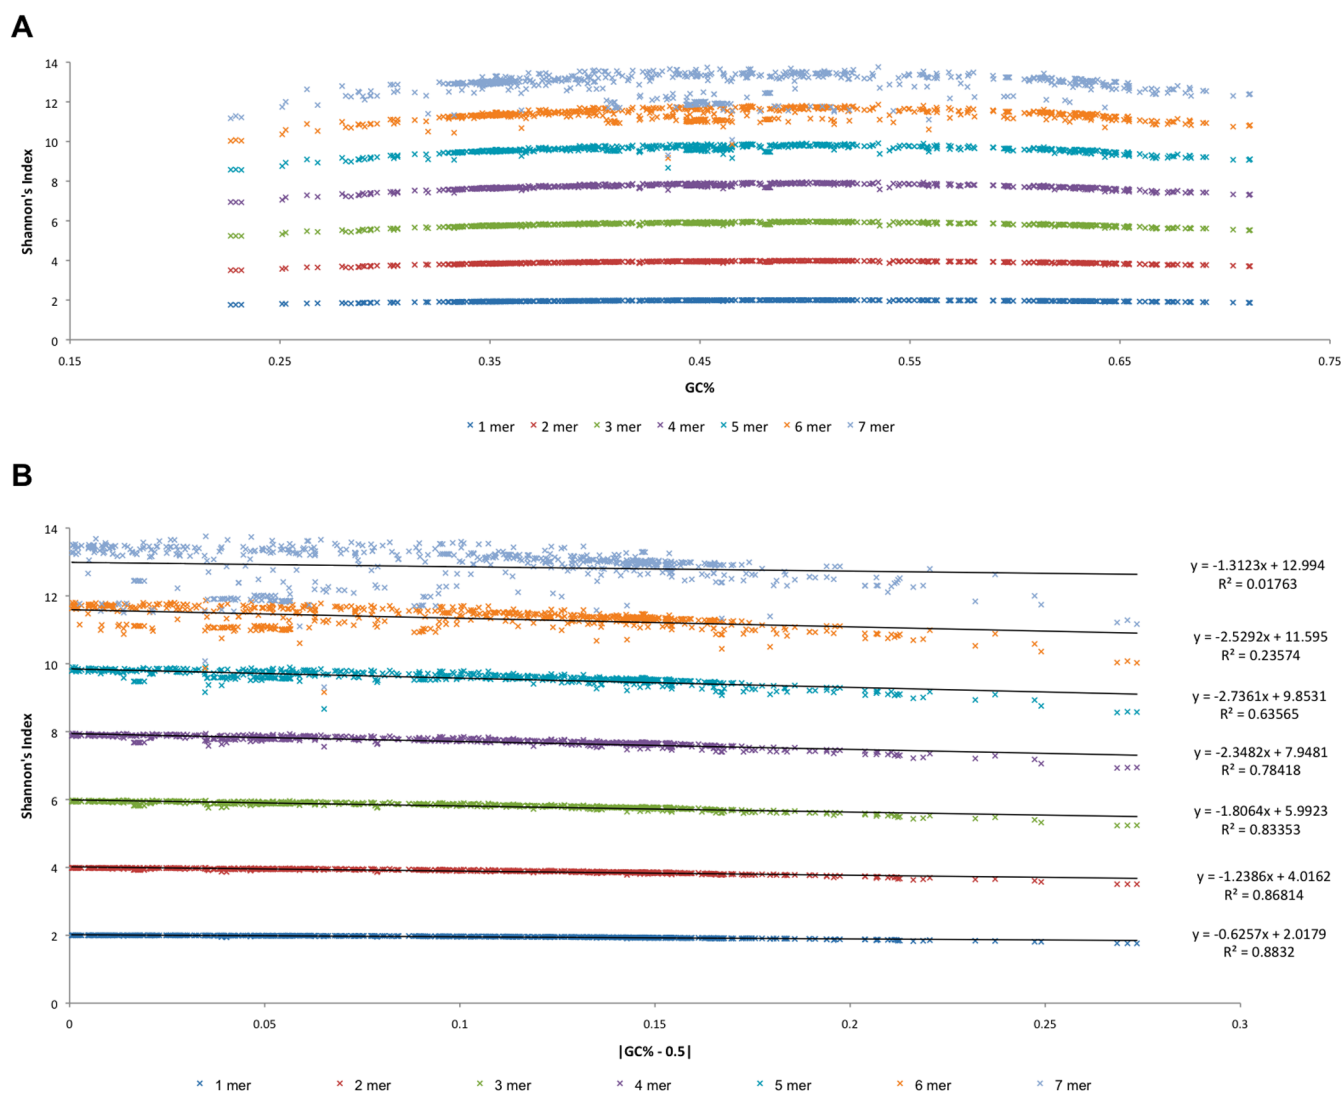 A
14
12
10
8
6
4
2
0
Shannon's Index
0.15 0.25 0.35 0.45 0.55 0.65 0.75
GC%
1 mer 2 mer 3 mer 4 mer 5 mer 6 mer 7 mer
B
14
12
10
8
6
4
2
0
Shannon's Index
y = -1.3123x + 12.994
R² = 0.01763
y = -2.5292x + 11.595
R² = 0.23574
y = -2.7361x + 9.8531
R² = 0.63565
y = -2.3482x + 7.9481
R² = 0.78418
y = -1.8064x + 5.9923
R² = 0.83353
y = -1.2386x + 4.0162
R² = 0.86814
y = -0.6257x + 2.0179
R² = 0.8832
0 0.05 0.1 0.15 0.2 0.25 0.3
|GC% - 0.5|
1 mer 2 mer 3 mer 4 mer 5 mer 6 mer 7 mer